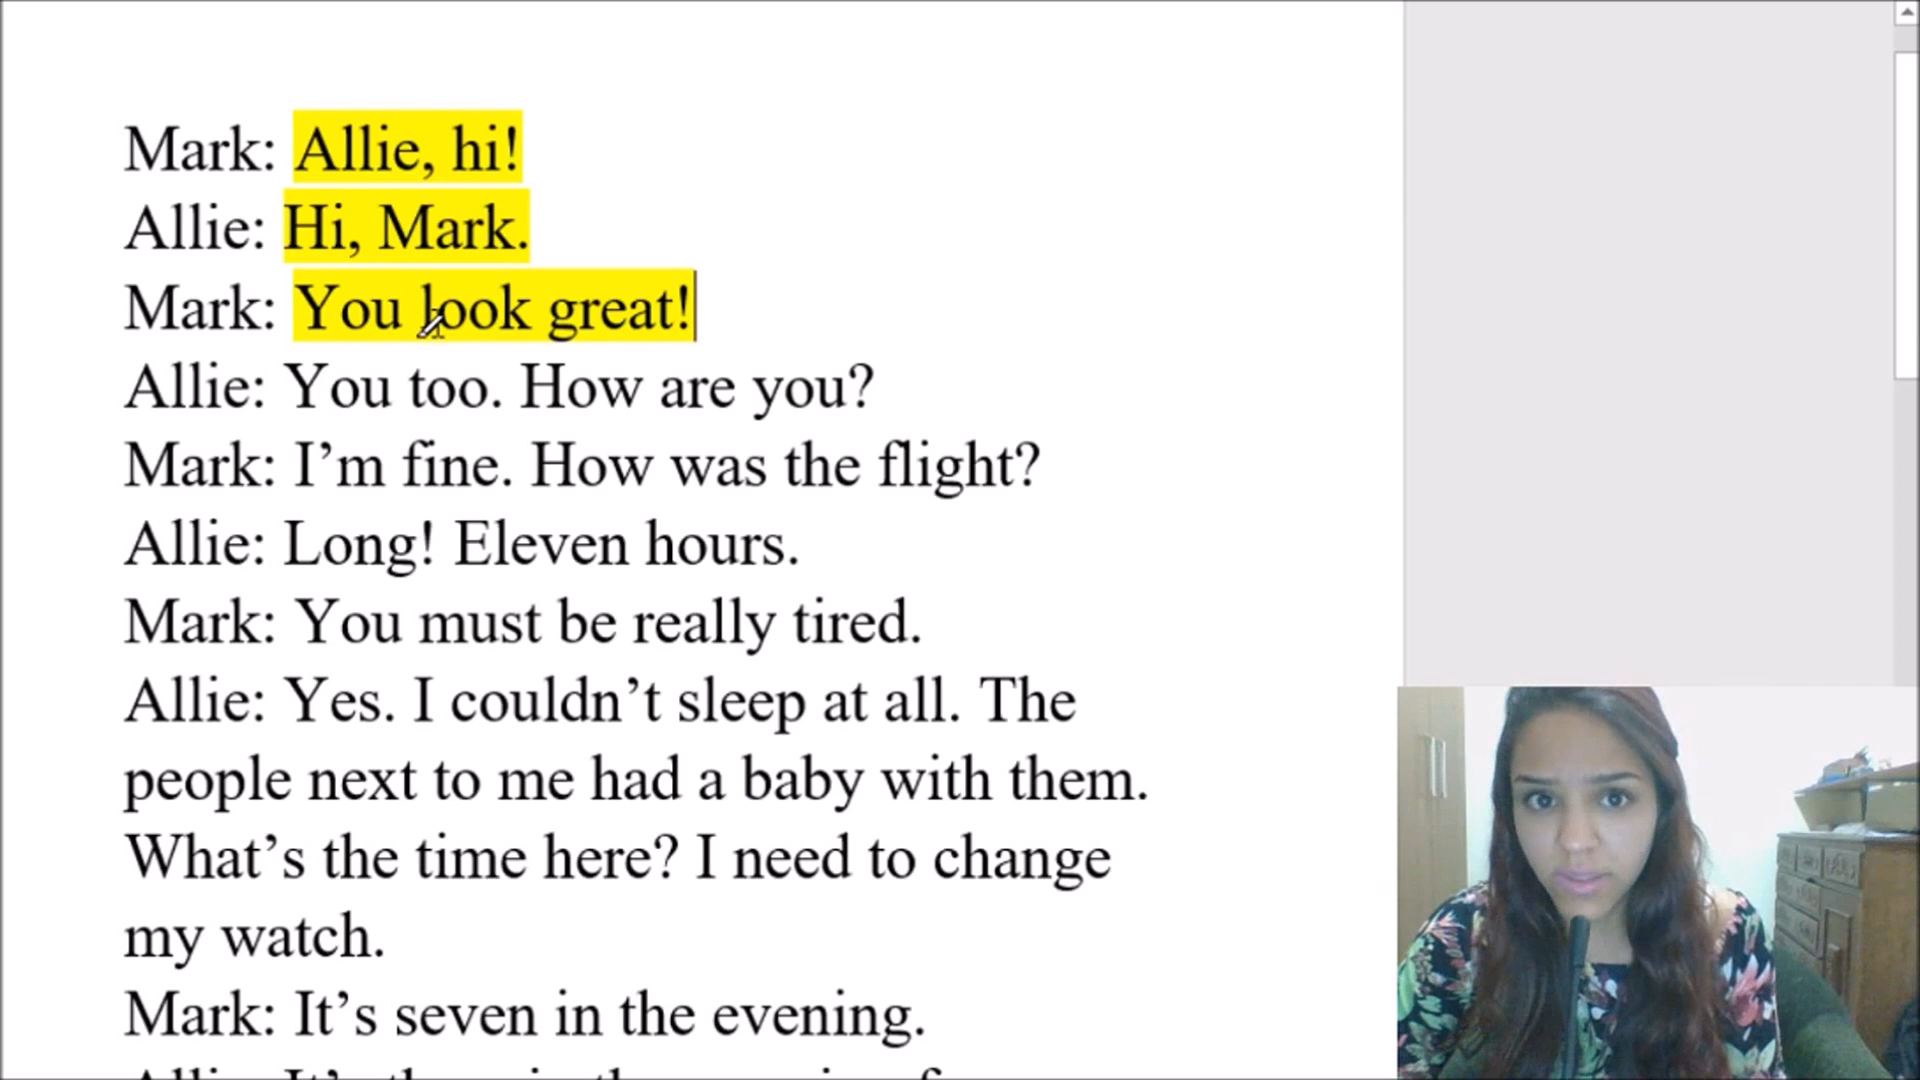 Mark: Allie, hi!
Allie: Hi, Mark.
Mark: You look great!
Allie: You too. How are you?
Mark: I’m fine. How was the flight?
Allie: Long! Eleven hours.
Mark: You must be really tired.
Allie: Yes. I couldn’t sleep at all. The
people next to me had a baby with them.
What’s the time here? I need to change
my watch.
Mark: It’s seven in the evening.